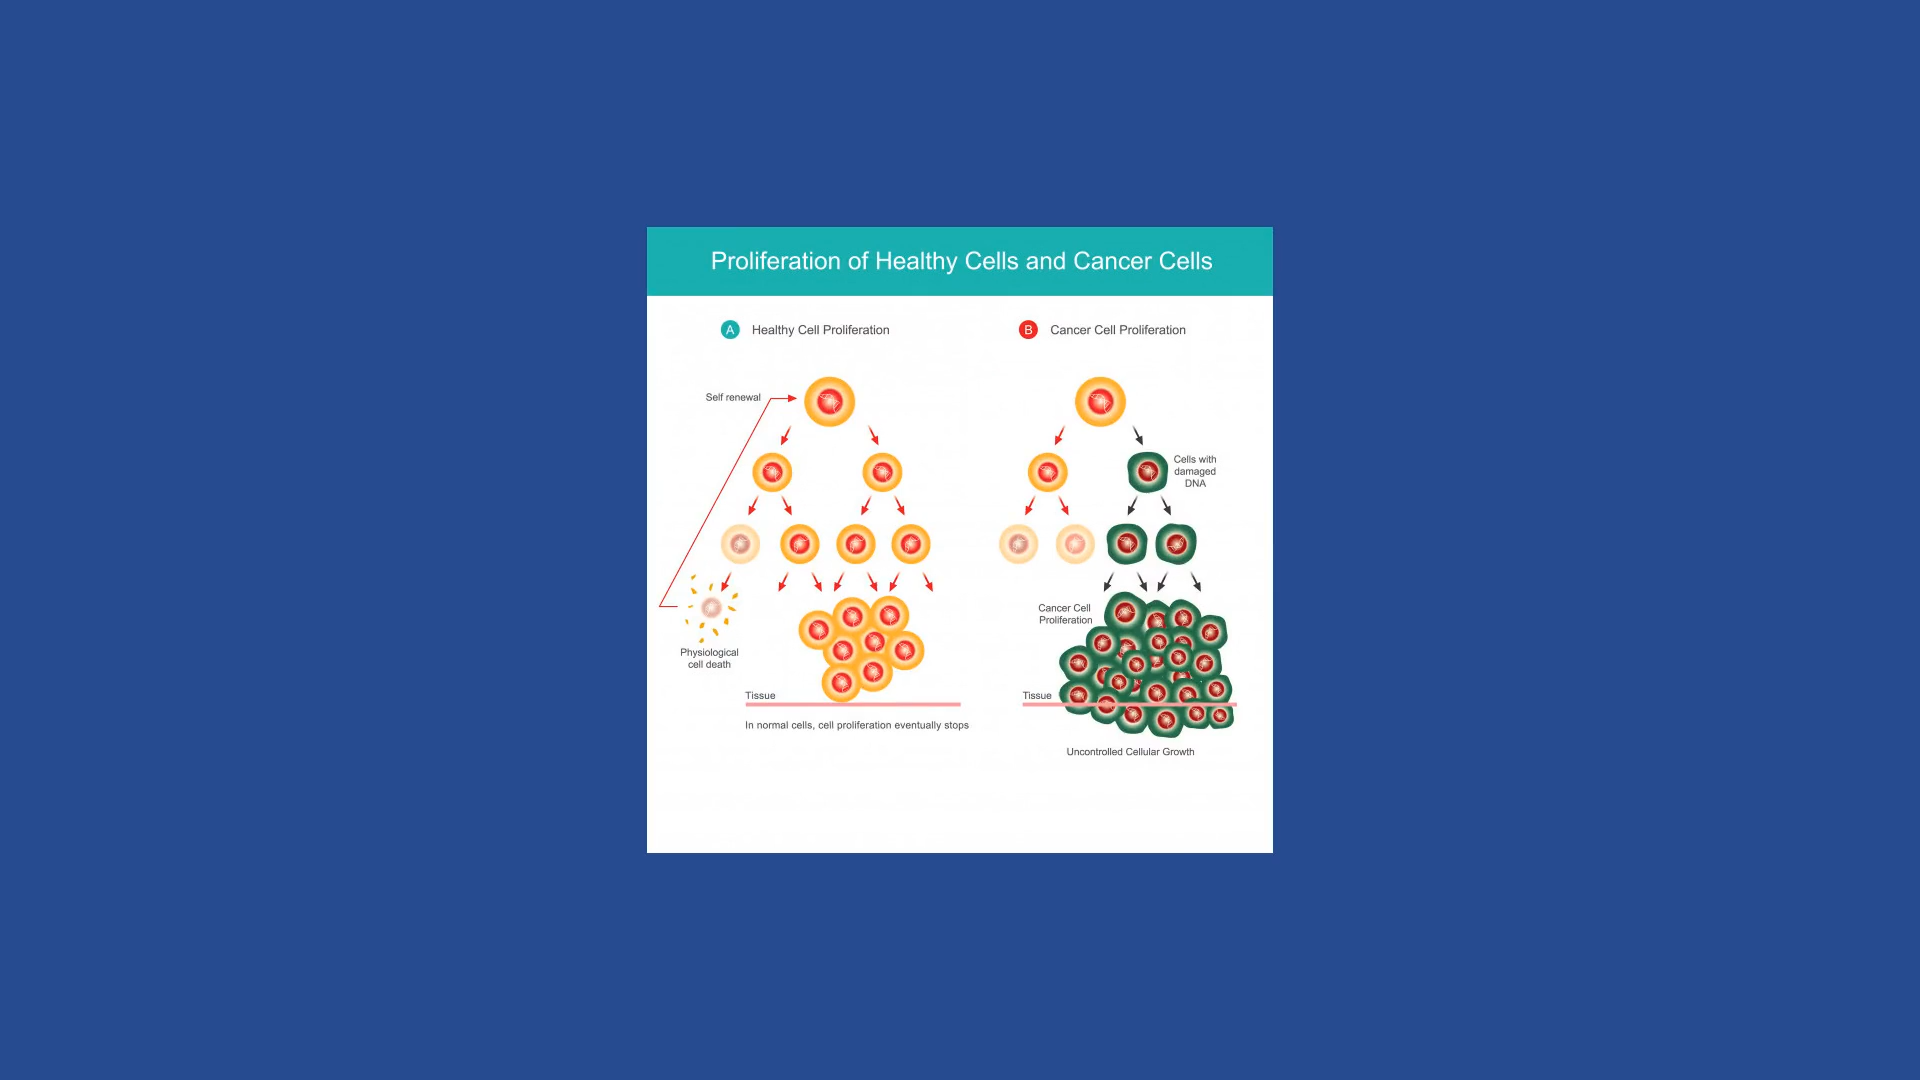 Proliferation of Healthy Cells and Cancer Cells
A Healthy Cell Proliferation
Self renewal
Physiological
cell death
Tissue
In normal cells, cell proliferation eventually stops
B Cancer Cell Proliferation
Cells with
damaged
DNA
Cancer Cell
Proliferation
Tissue
Uncontrolled Cellular Growth